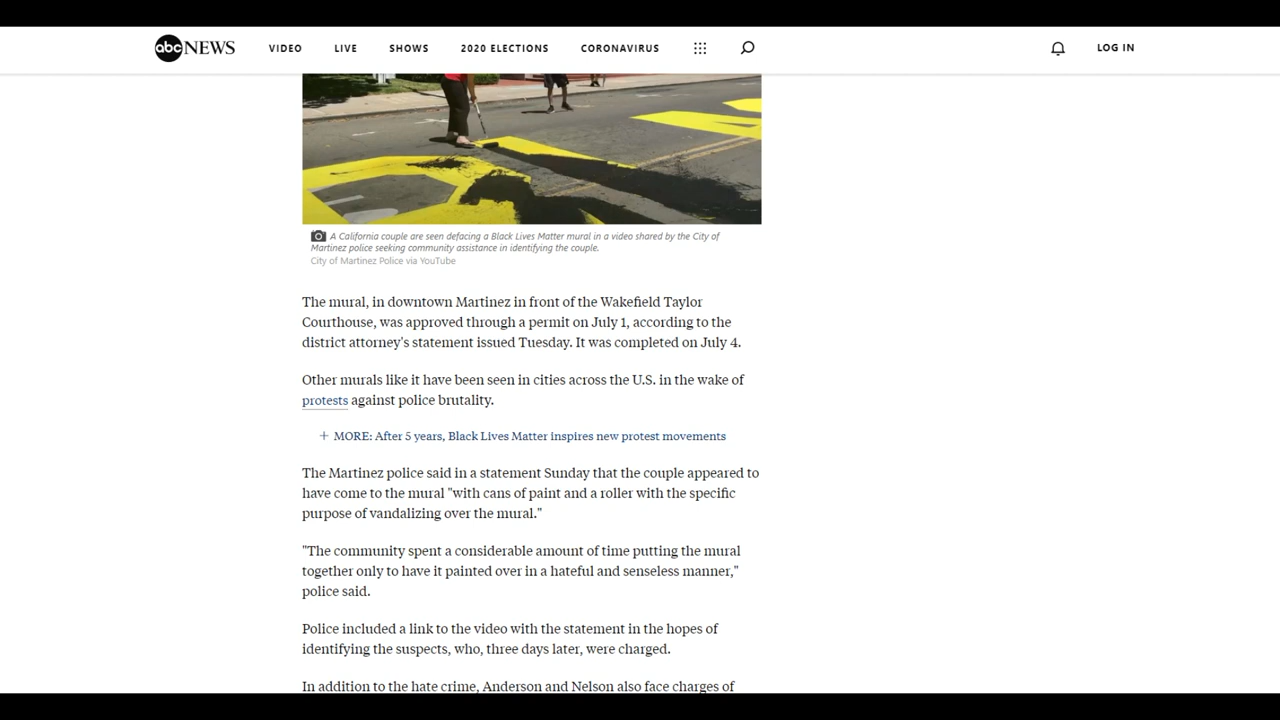 abc NEWS VIDEO LIVE SHOWS 2020 ELECTIONS CORONAVIRUS LOG IN
A California couple are seen defacing a Black Lives Matter mural in a video shared by the City of
Martinez police seeking community assistance in identifying the couple.
City of Martinez Police via YouTube
The mural, in downtown Martinez in front of the Wakefield Taylor
Courthouse, was approved through a permit on July 1, according to the
district attorney's statement issued Tuesday. It was completed on July 4.
Other murals like it have been seen in cities across the U.S. in the wake of
protests against police brutality.
+ MORE: After 5 years, Black Lives Matter inspires new protest movements
The Martinez police said in a statement Sunday that the couple appeared to
have come to the mural "with cans of paint and a roller with the specific
purpose of vandalizing over the mural."
"The community spent a considerable amount of time putting the mural
together only to have it painted over in a hateful and senseless manner,"
police said.
Police included a link to the video with the statement in the hopes of
identifying the suspects, who, three days later, were charged.
In addition to the hate crime, Anderson and Nelson also face charges of